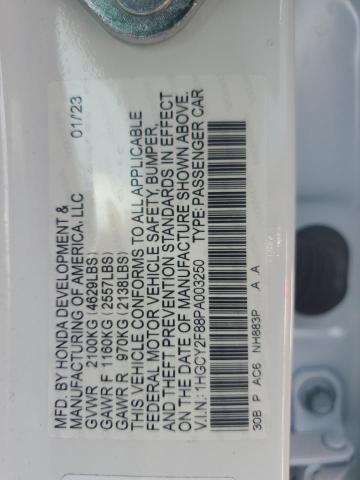 MFD. BY HONDA DEVELOPMENT &
MANUFACTURING OF AMERICA, LLC 01/23
GVWR 2100KG (4629LBS)
GAWR F 1160KG (2557LBS)
GAWR R 970KG (2138LBS)
THIS VEHICLE CONFORMS TO ALL APPLICABLE
FEDERAL MOTOR VEHICLE SAFETY, BUMPER,
AND THEFT PREVENTION STANDARDS IN EFFECT
ON THE DATE OF MANUFACTURE SHOWN ABOVE.
V.I.N.: 1HGCY2F88PA003250 TYPE: PASSENGER CAR
30B P AC6 NH883P A A